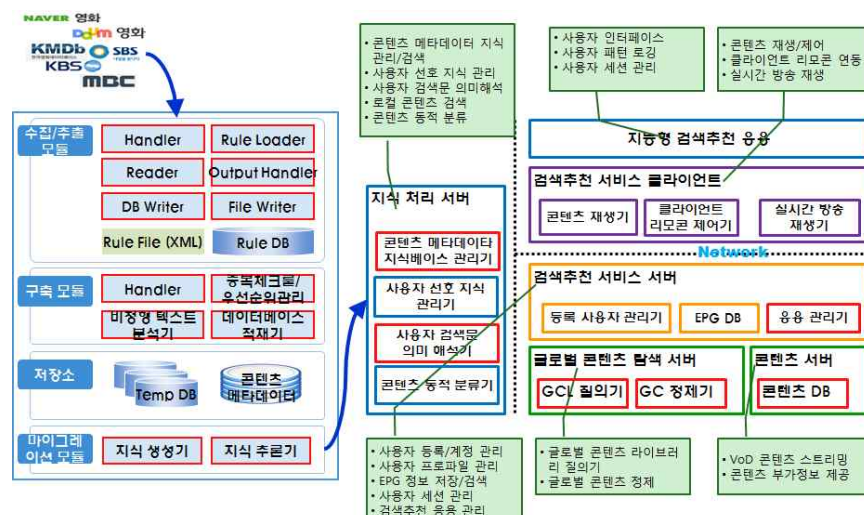 NAVER 영화
Daum 영화
KMDb
SBS
KBS
MBC
수집/추출
모듈
Handler
Rule Loader
Reader
Output Handler
DB Writer
File Writer
Rule File (XML)
Rule DB
구축 모듈
Handler
중복체크룰/
우선순위관리
비정형 텍스트
분석기
데이터베이스
적재기
저장소
Temp DB
콘텐츠
메타데이터
마이그레
이션 모듈
지식 생성기
지식 추론기
• 콘텐츠 메타데이터 지식
관리/검색
• 사용자 선호 지식 관리
• 사용자 검색문 의미해석
• 로컬 콘텐츠 검색
• 콘텐츠 동적 분류
지식 처리 서버
콘텐츠 메타데이타
지식베이스 관리기
사용자 선호 지식
관리기
사용자 검색문
의미 해석기
콘텐츠 동적 분류기
• 사용자 등록/계정 관리
• 사용자 프로파일 관리
• EPG 정보 저장/검색
• 사용자 세션 관리
• 검색추천 응용 관리
• 사용자 인터페이스
• 사용자 패턴 로깅
• 사용자 세션 관리
• 콘텐츠 재생/제어
• 클라이언트 리모콘 연동
• 실시간 방송 재생
지능형 검색추천 응용
검색추천 서비스 클라이언트
콘텐츠 재생기
클라이언트
리모콘 제어기
실시간 방송
재생기
Network
검색추천 서비스 서버
등록 사용자 관리기
EPG DB
응용 관리기
글로벌 콘텐츠 탐색 서버
GCL 질의기
GC 정제기
콘텐츠 서버
콘텐츠 DB
• 글로벌 콘텐츠 라이브러
리 질의기
• 글로벌 콘텐츠 정제
• VoD 콘텐츠 스트리밍
• 콘텐츠 부가정보 제공